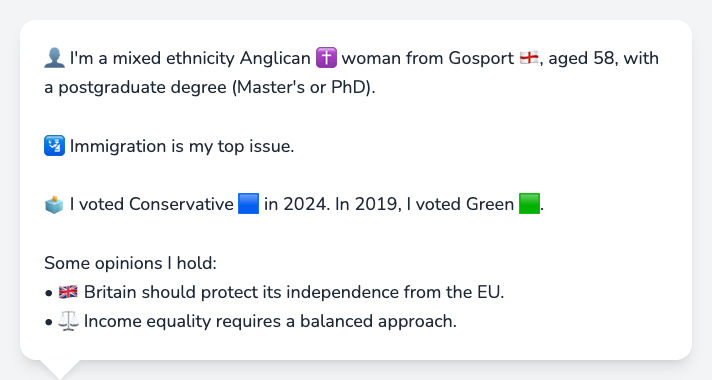 👤 I'm a mixed ethnicity Anglican ✝️ woman from Gosport 🏴󠁧󠁢󠁥󠁮󠁧󠁿, aged 58, with
a postgraduate degree (Master's or PhD).
🛂 Immigration is my top issue.
🗳️ I voted Conservative 🟦 in 2024. In 2019, I voted Green 🟩.
Some opinions I hold:
• 🇬🇧 Britain should protect its independence from the EU.
• ⚖️ Income equality requires a balanced approach.